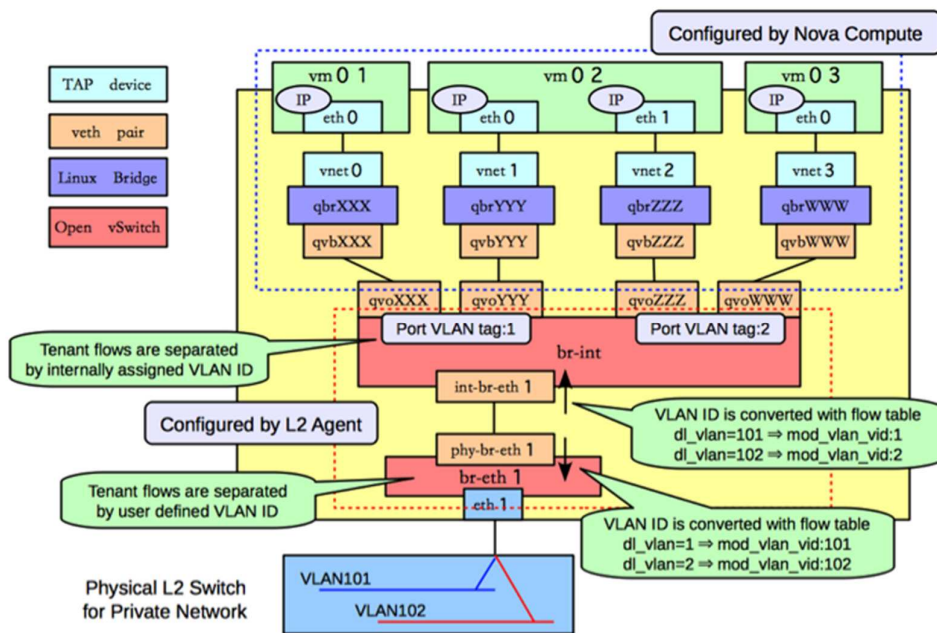 Configured by Nova Compute
TAP device
veth pair
Linux Bridge
Open vSwitch
vm 0 1
vm 0 2
vm 0 3
IP
IP
IP
IP
eth 0
eth 0
eth 1
eth 0
vnet 0
vnet 1
vnet 2
vnet 3
qbrXXX
qbrYYY
qbrZZZ
qbrWWW
qvbXXX
qvbYYY
qvbZZZ
qvbWWW
qvoXXX
qvoYYY
qvoZZZ
qvoWWW
Port VLAN tag:1
Port VLAN tag:2
br-int
Tenant flows are separated
by internally assigned VLAN ID
int-br-eth 1
Configured by L2 Agent
VLAN ID is converted with flow table
dl_vlan=101 ⇒ mod_vlan_vid:1
dl_vlan=102 ⇒ mod_vlan_vid:2
phy-br-eth 1
br-eth 1
Tenant flows are separated
by user defined VLAN ID
eth 1
VLAN ID is converted with flow table
dl_vlan=1 ⇒ mod_vlan_vid:101
dl_vlan=2 ⇒ mod_vlan_vid:102
Physical L2 Switch
for Private Network
VLAN101
VLAN102